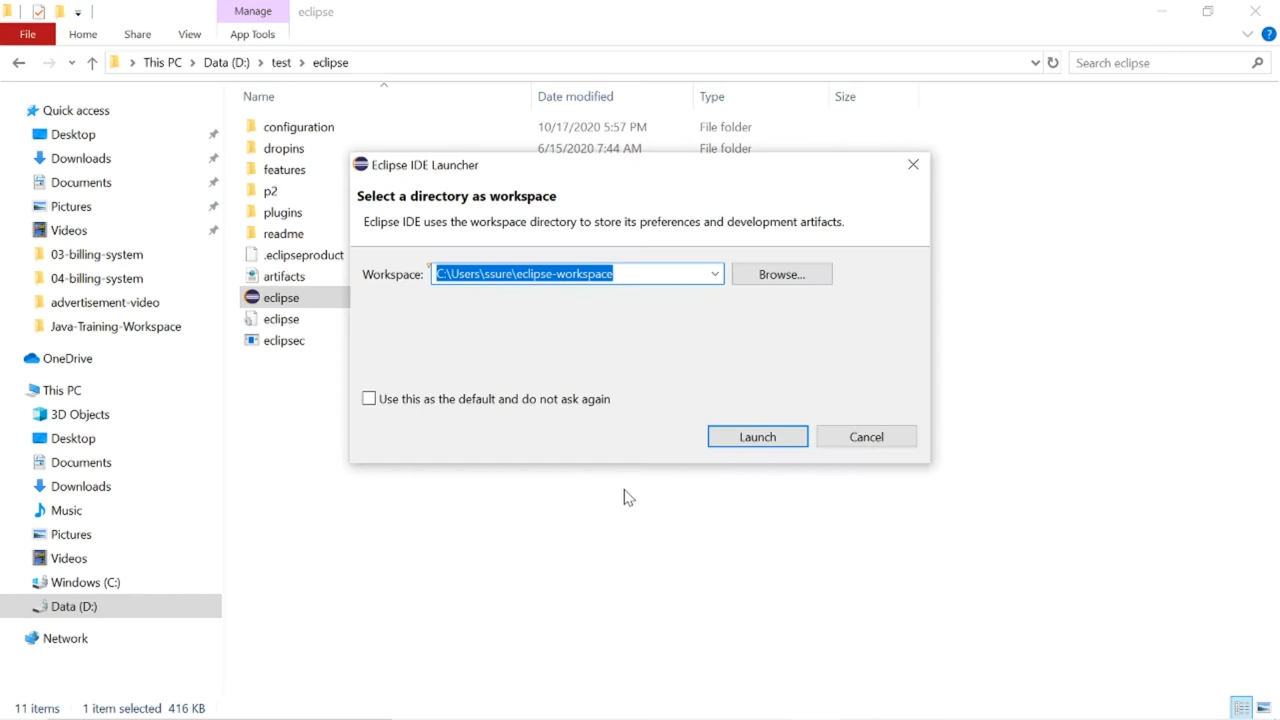 Manage
eclipse
File
Home
Share
View
App Tools
This PC > Data (D:) > test > eclipse
Search eclipse
Name
Date modified
Type
Size
Quick access
Desktop
Downloads
Documents
Pictures
Videos
03-billing-system
04-billing-system
advertisement-video
Java-Training-Workspace
OneDrive
This PC
3D Objects
Desktop
Documents
Downloads
Music
Pictures
Videos
Windows (C:)
Data (D:)
Network
configuration 10/17/2020 5:57 PM File folder
dropins 6/15/2020 7:44 AM File folder
features
p2
plugins
readme
.eclipseproduct
artifacts
eclipse
eclipse
eclipsec
Eclipse IDE Launcher
Select a directory as workspace
Eclipse IDE uses the workspace directory to store its preferences and development artifacts.
Workspace: C:\Users\ssure\eclipse-workspace Browse...
Use this as the default and do not ask again
Launch Cancel
11 items 1 item selected 416 KB